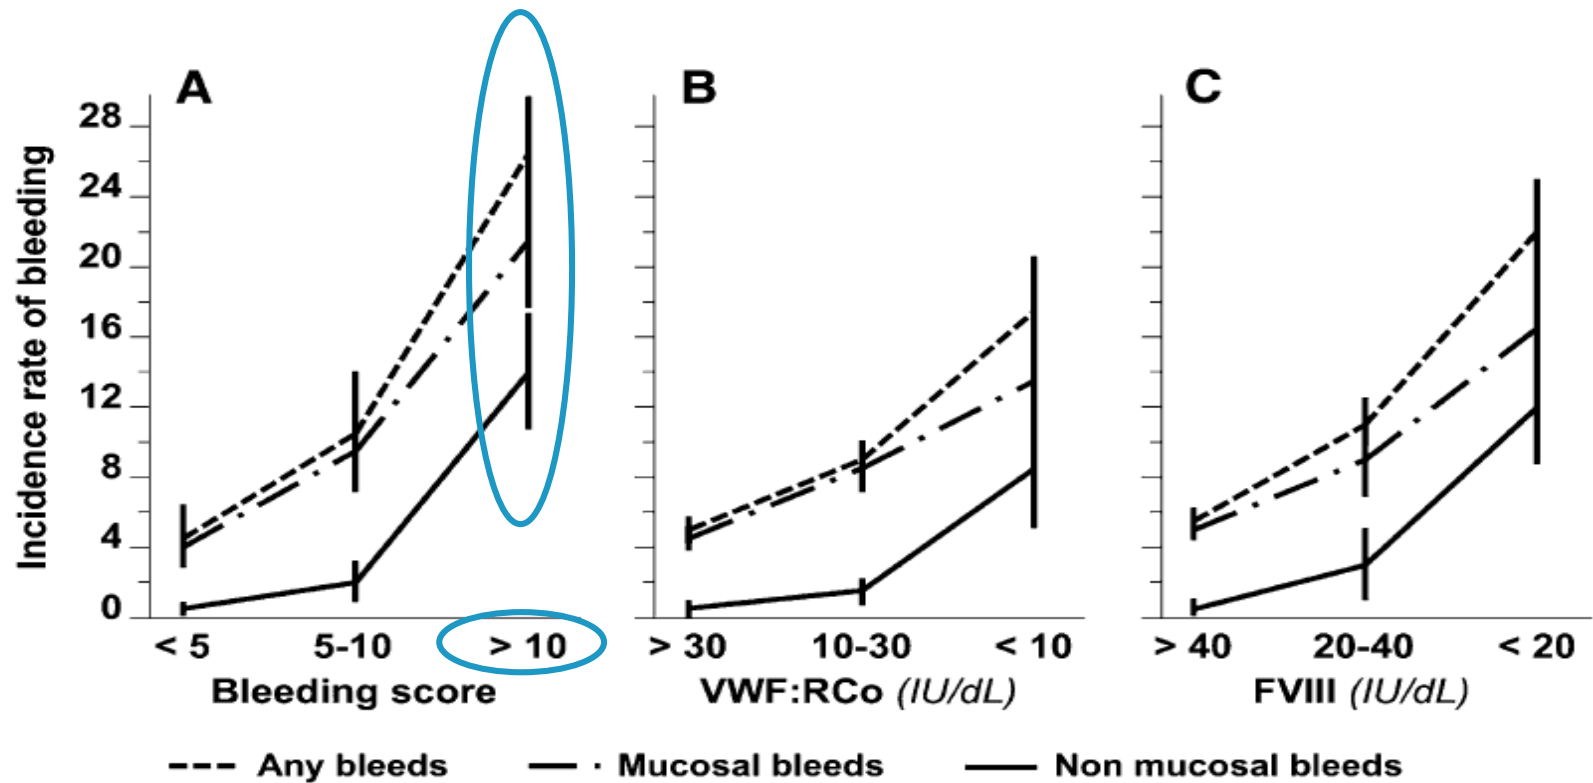 A B C
Incidence rate of bleeding
28
24
20
16
12
8
4
0
< 5 5-10 > 10 > 30 10-30 < 10 > 40 20-40 < 20
Bleeding score VWF:RCo (IU/dL) FVIII (IU/dL)
Any bleeds Mucosal bleeds Non mucosal bleeds